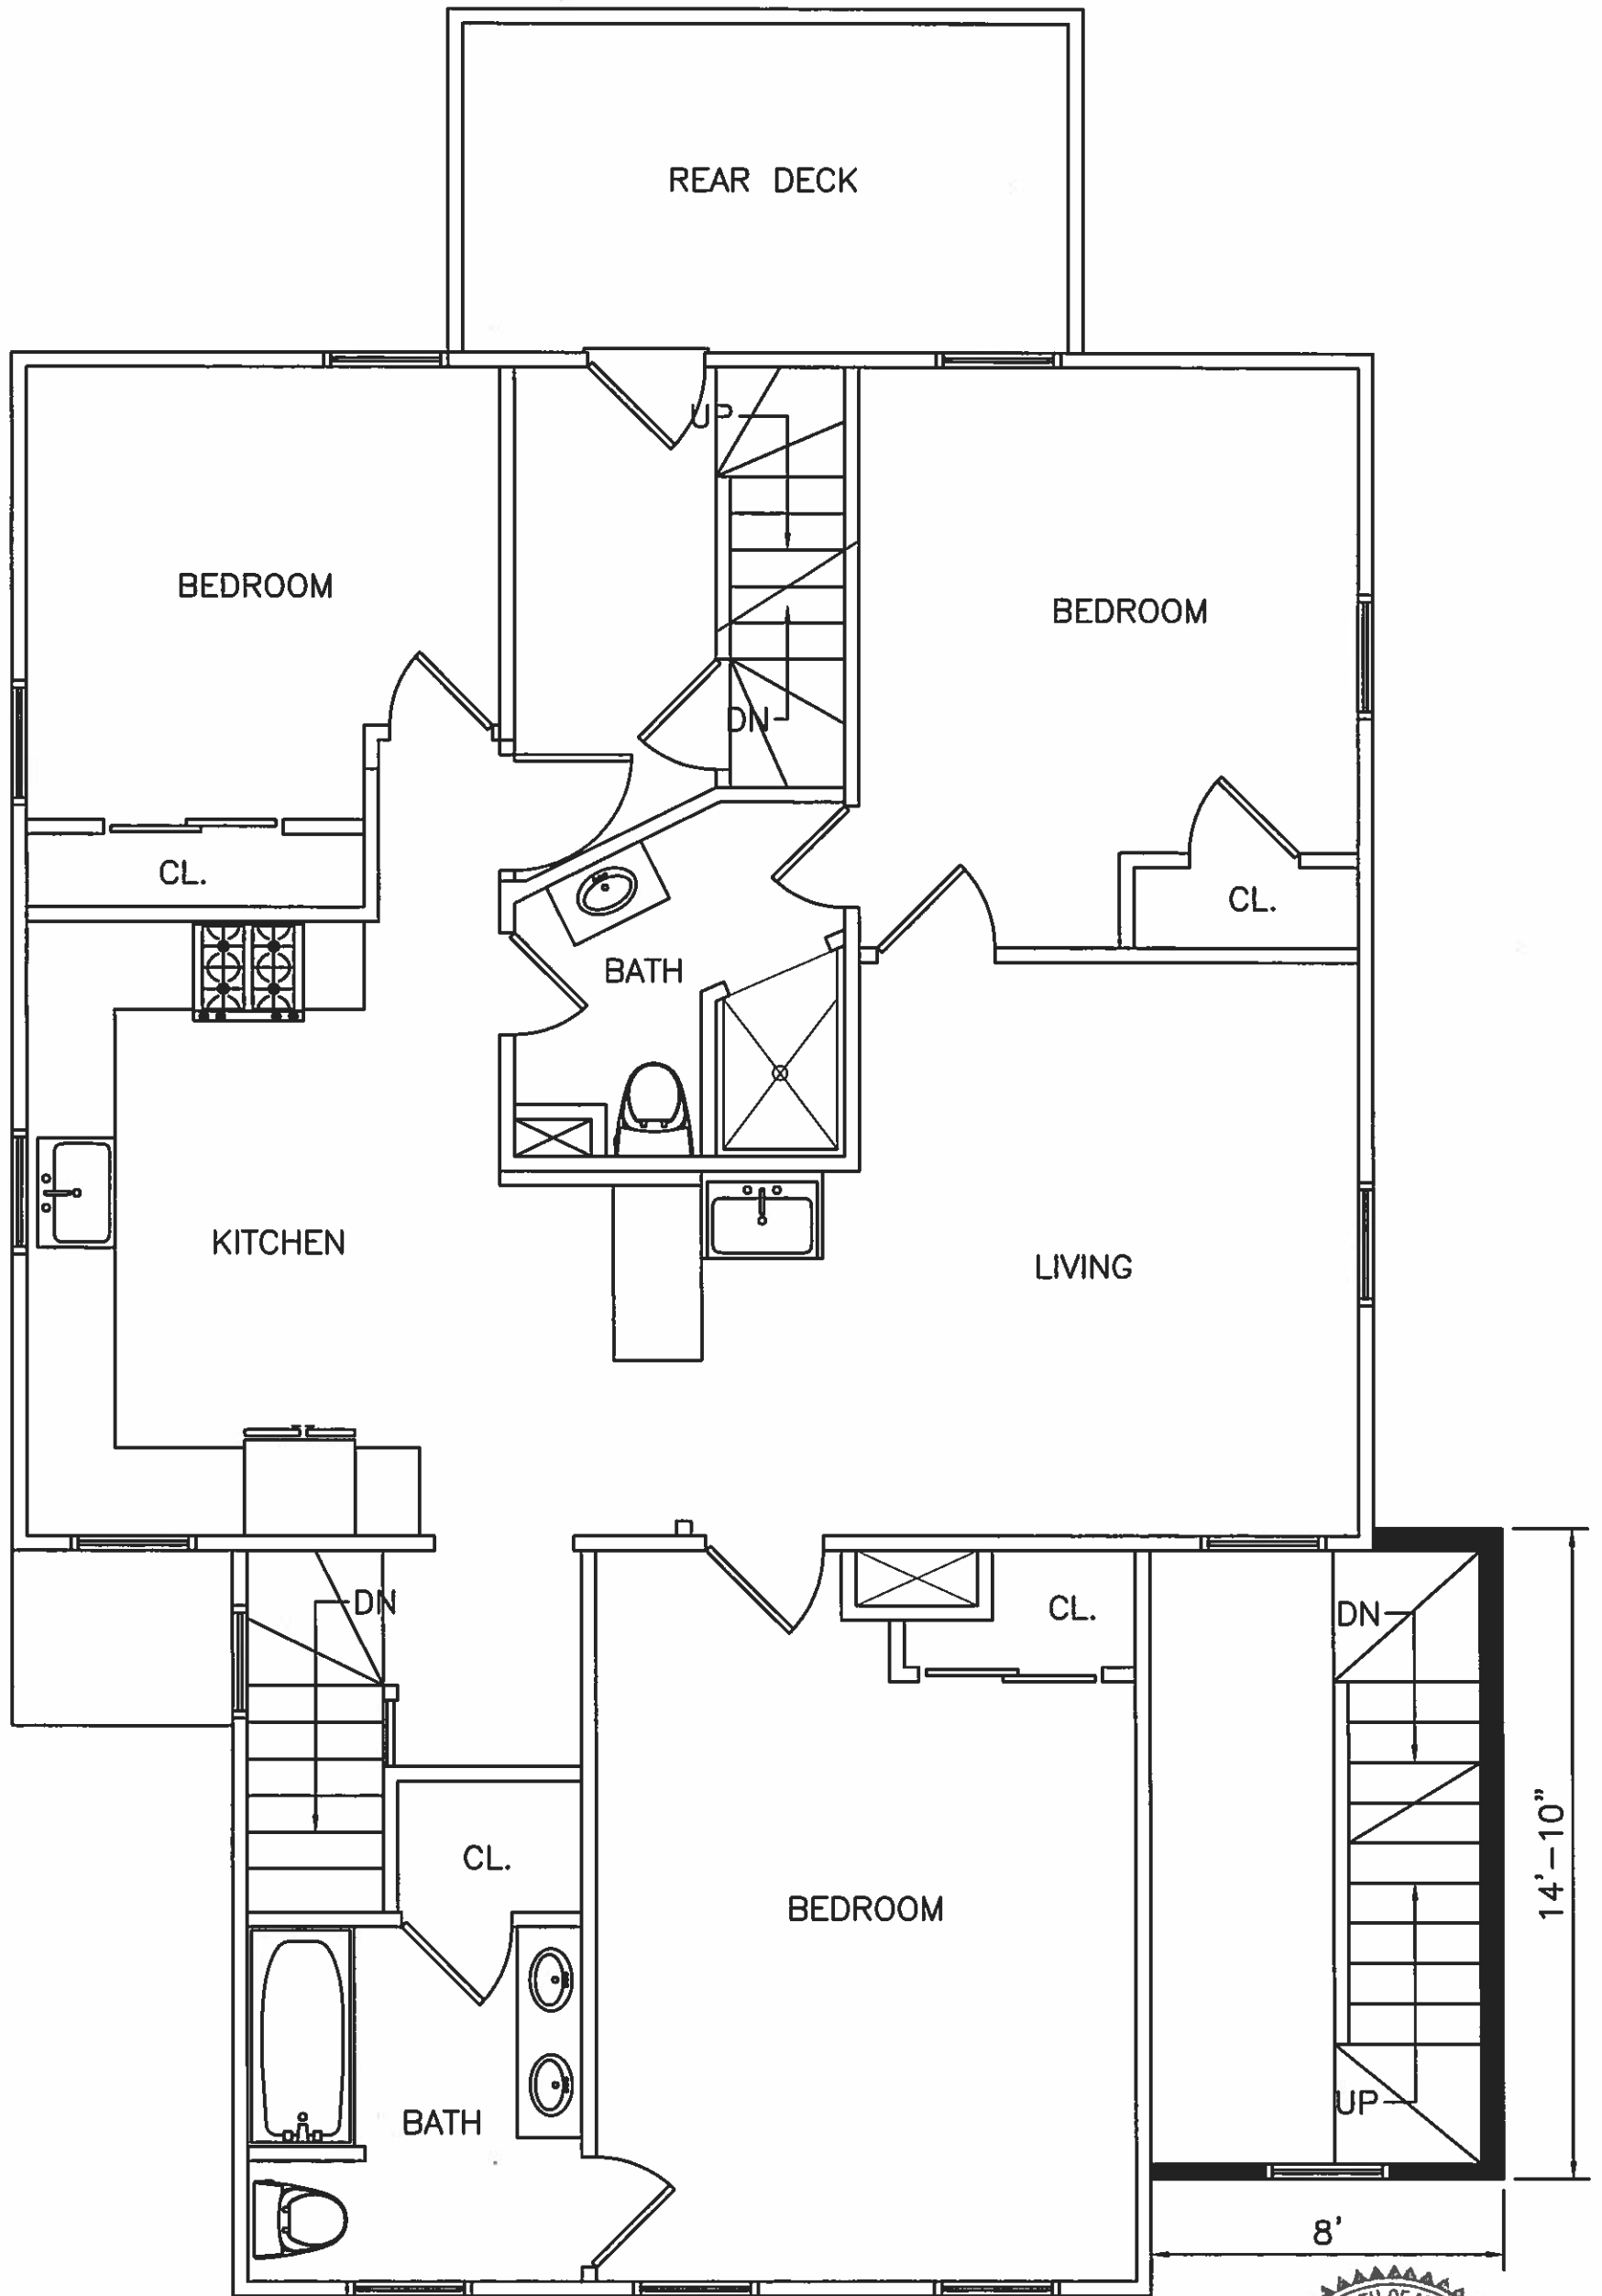 REAR DECK
UP
BEDROOM
BEDROOM
DN
CL.
CL.
BATH
KITCHEN
LIVING
DN
CL.
DN
14'-10"
CL.
BEDROOM
UP
BATH
8'